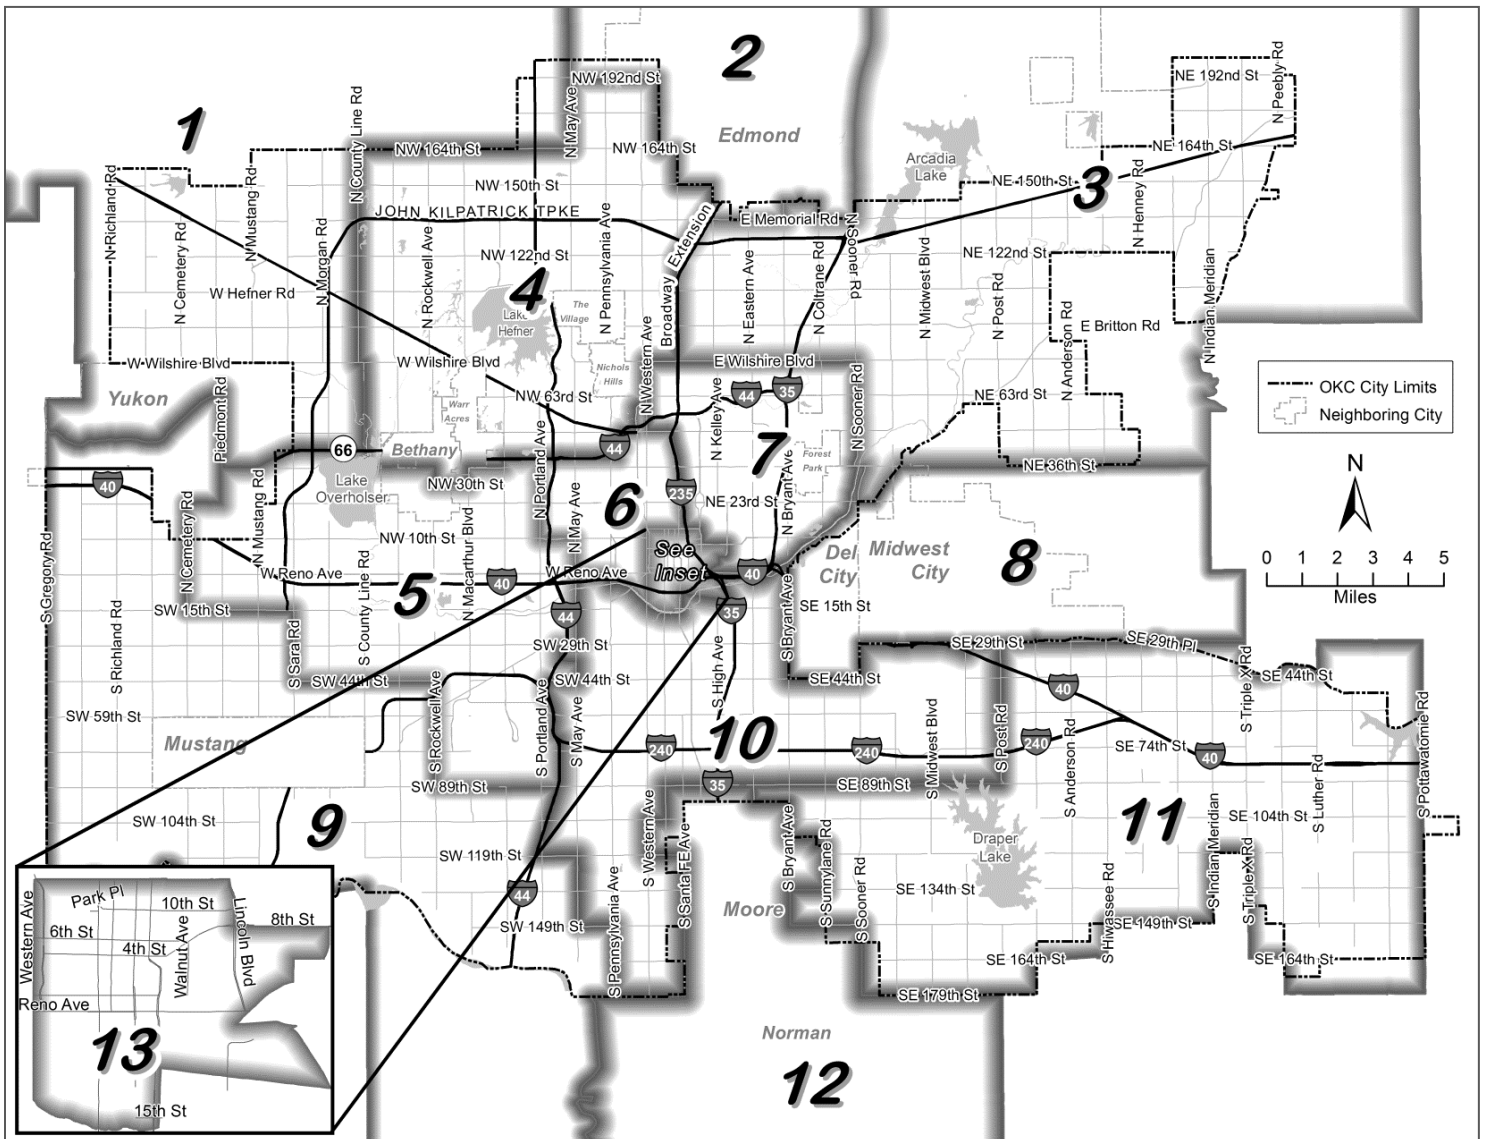 1
2
3
4
5
6
7
8
9
10
11
12
13
Edmond
Arcadia
Lake
NW 192nd St
NE 192nd St
N Peebly Rd
N County Line Rd
N May Ave
NW 164th St
NW 164th St
NE 164th St
NW 150th St
NE 150th St
N Richland Rd
N Mustang Rd
N Cemetery Rd
N Morgan Rd
JOHN KILPATRICK TPKE
N Rockwell Ave
N Pennsylvania Ave
E Memorial Rd
N Sooner Rd
N Henney Rd
NW 122nd St
NE 122nd St
Broadway Extension
N Eastern Ave
N Coltrane Rd
N Midwest Blvd
N Post Rd
N Anderson Rd
N Indian Meridian
W Hefner Rd
Lake
Hefner
The
Village
E Britton Rd
N Western Ave
W Wilshire Blvd
W Wilshire Blvd
E Wilshire Blvd
Nichols
Hills
Yukon
Piedmont Rd
NW 63rd St
NE 63rd St
Warr
Acres
N Kelley Ave
44
35
N Sooner Rd
OKC City Limits
Neighboring City
66
Bethany
44
N Portland Ave
Forest
Park
NE 36th St
N
40
Lake
Overholser
NW 30th St
235
NE 23rd St
N Bryant Ave
N Mustang Rd
N Cemetery Rd
N May Ave
NW 10th St
N Macarthur Blvd
See
Inset
Del
City
Midwest
City
0 1 2 3 4 5
Miles
S Gregory Rd
W Reno Ave
W Reno Ave
40
40
SW 15th St
SE 15th St
44
35
S Richland Rd
S Sara Rd
S County Line Rd
SW 29th St
S Bryant Ave
SE 29th St
SE 29th Pl
SW 44th St
SW 44th St
SE 44th St
SE 44th St
S High Ave
40
S Triple X Rd
SW 59th St
Mustang
S Rockwell Ave
S Portland Ave
S May Ave
240
240
240
S Midwest Blvd
S Post Rd
S Anderson Rd
SE 74th St
40
S Luther Rd
S Pottawatomie Rd
SW 89th St
35
SE 89th St
SW 104th St
SE 104th St
S Western Ave
S Santa FE Ave
S Bryant Ave
S Sunnylane Rd
S Sooner Rd
Draper
Lake
S Indian Meridian
S Triple X Rd
SW 119th St
44
SE 134th St
S Pennsylvania Ave
Moore
S Hiwassee Rd
SW 149th St
SE 149th St
SE 164th St
SE 164th St
SE 179th St
Norman
Western Ave
Park Pl
10th St
Lincoln Blvd
8th St
6th St
4th St
Walnut Ave
Reno Ave
15th St